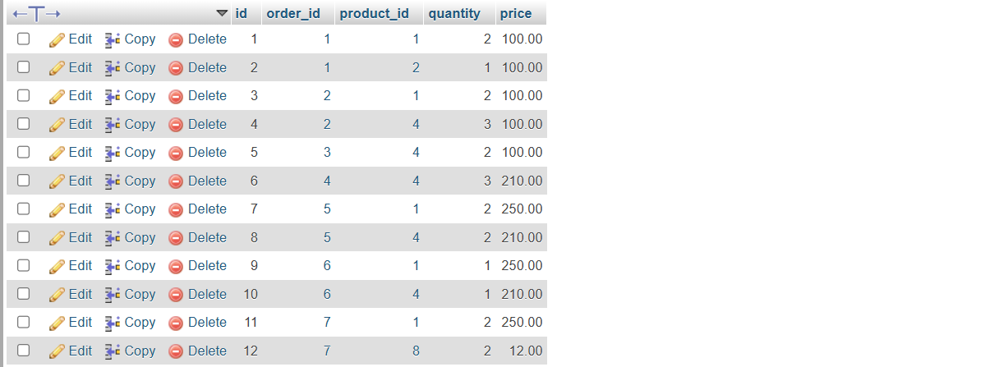 id order_id product_id quantity price
Edit Copy Delete 1 1 1 2 100.00
Edit Copy Delete 2 1 2 1 100.00
Edit Copy Delete 3 2 1 2 100.00
Edit Copy Delete 4 2 4 3 100.00
Edit Copy Delete 5 3 4 2 100.00
Edit Copy Delete 6 4 4 3 210.00
Edit Copy Delete 7 5 1 2 250.00
Edit Copy Delete 8 5 4 2 210.00
Edit Copy Delete 9 6 1 1 250.00
Edit Copy Delete 10 6 4 1 210.00
Edit Copy Delete 11 7 1 2 250.00
Edit Copy Delete 12 7 8 2 12.00